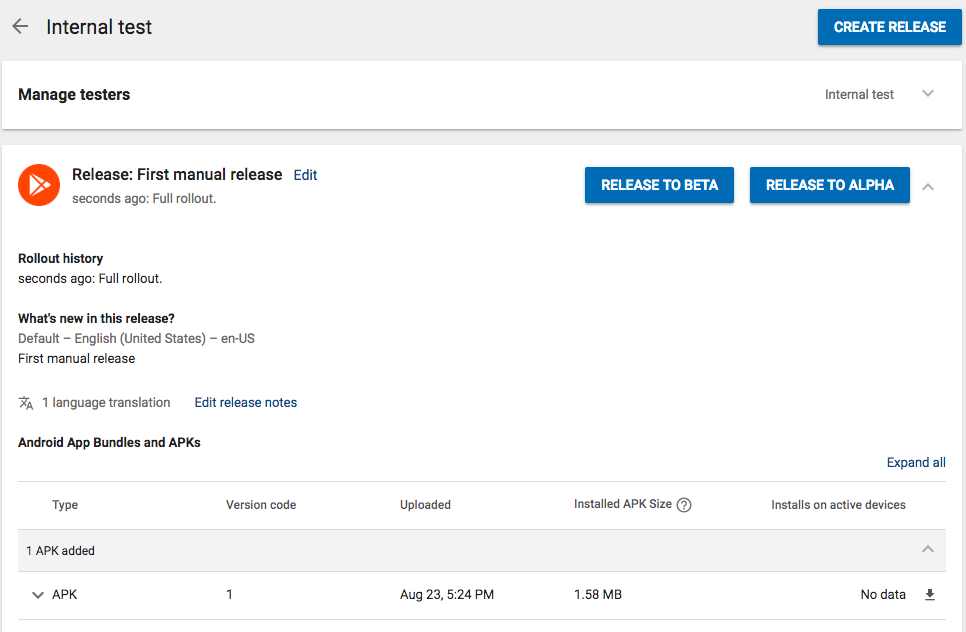 Internal test
CREATE RELEASE
Manage testers
Internal test
Release: First manual release Edit
seconds ago: Full rollout.
RELEASE TO BETA
RELEASE TO ALPHA
Rollout history
seconds ago: Full rollout.
What's new in this release?
Default – English (United States) – en-US
First manual release
1 language translation Edit release notes
Android App Bundles and APKs
Expand all
Type Version code Uploaded Installed APK Size ? Installs on active devices
1 APK added
APK 1 Aug 23, 5:24 PM 1.58 MB No data